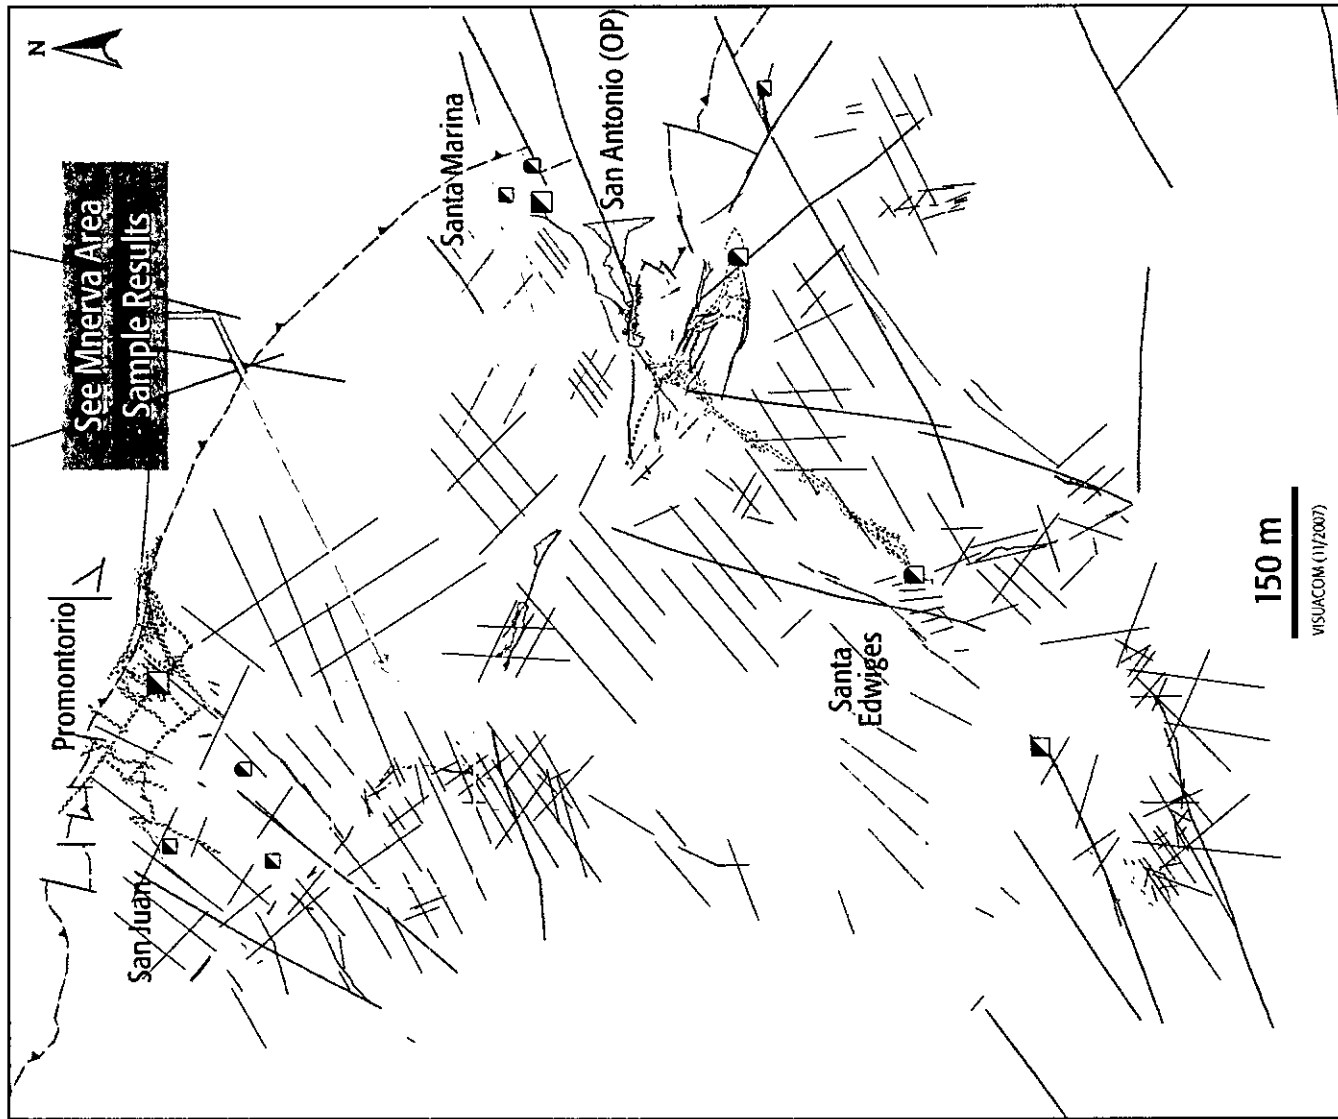 N
See Mnerva Area
Sample Results
Promontorio
San Juan
Santa Marina
San Antonio (OP)
Santa
Edwiges
150 m
VISUACOM (11/2007)